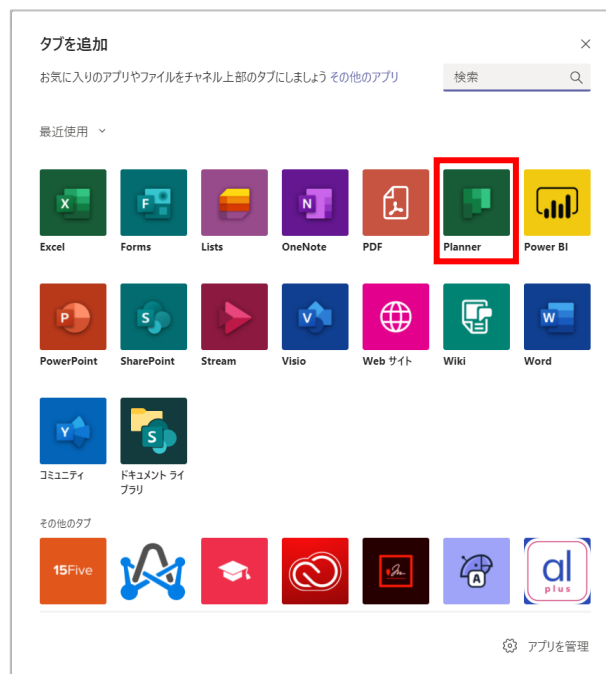 タブを追加
お気に入りのアプリやファイルをチャネル上部のタブにしましょう その他のアプリ
検索
最近使用
Excel
Forms
Lists
OneNote
PDF
Planner
Power BI
PowerPoint
SharePoint
Stream
Visio
Web サイト
Wiki
Word
コミュニティ
ドキュメント ライ
ブラリ
その他のタブ
15Five
A
al
plus
アプリを管理